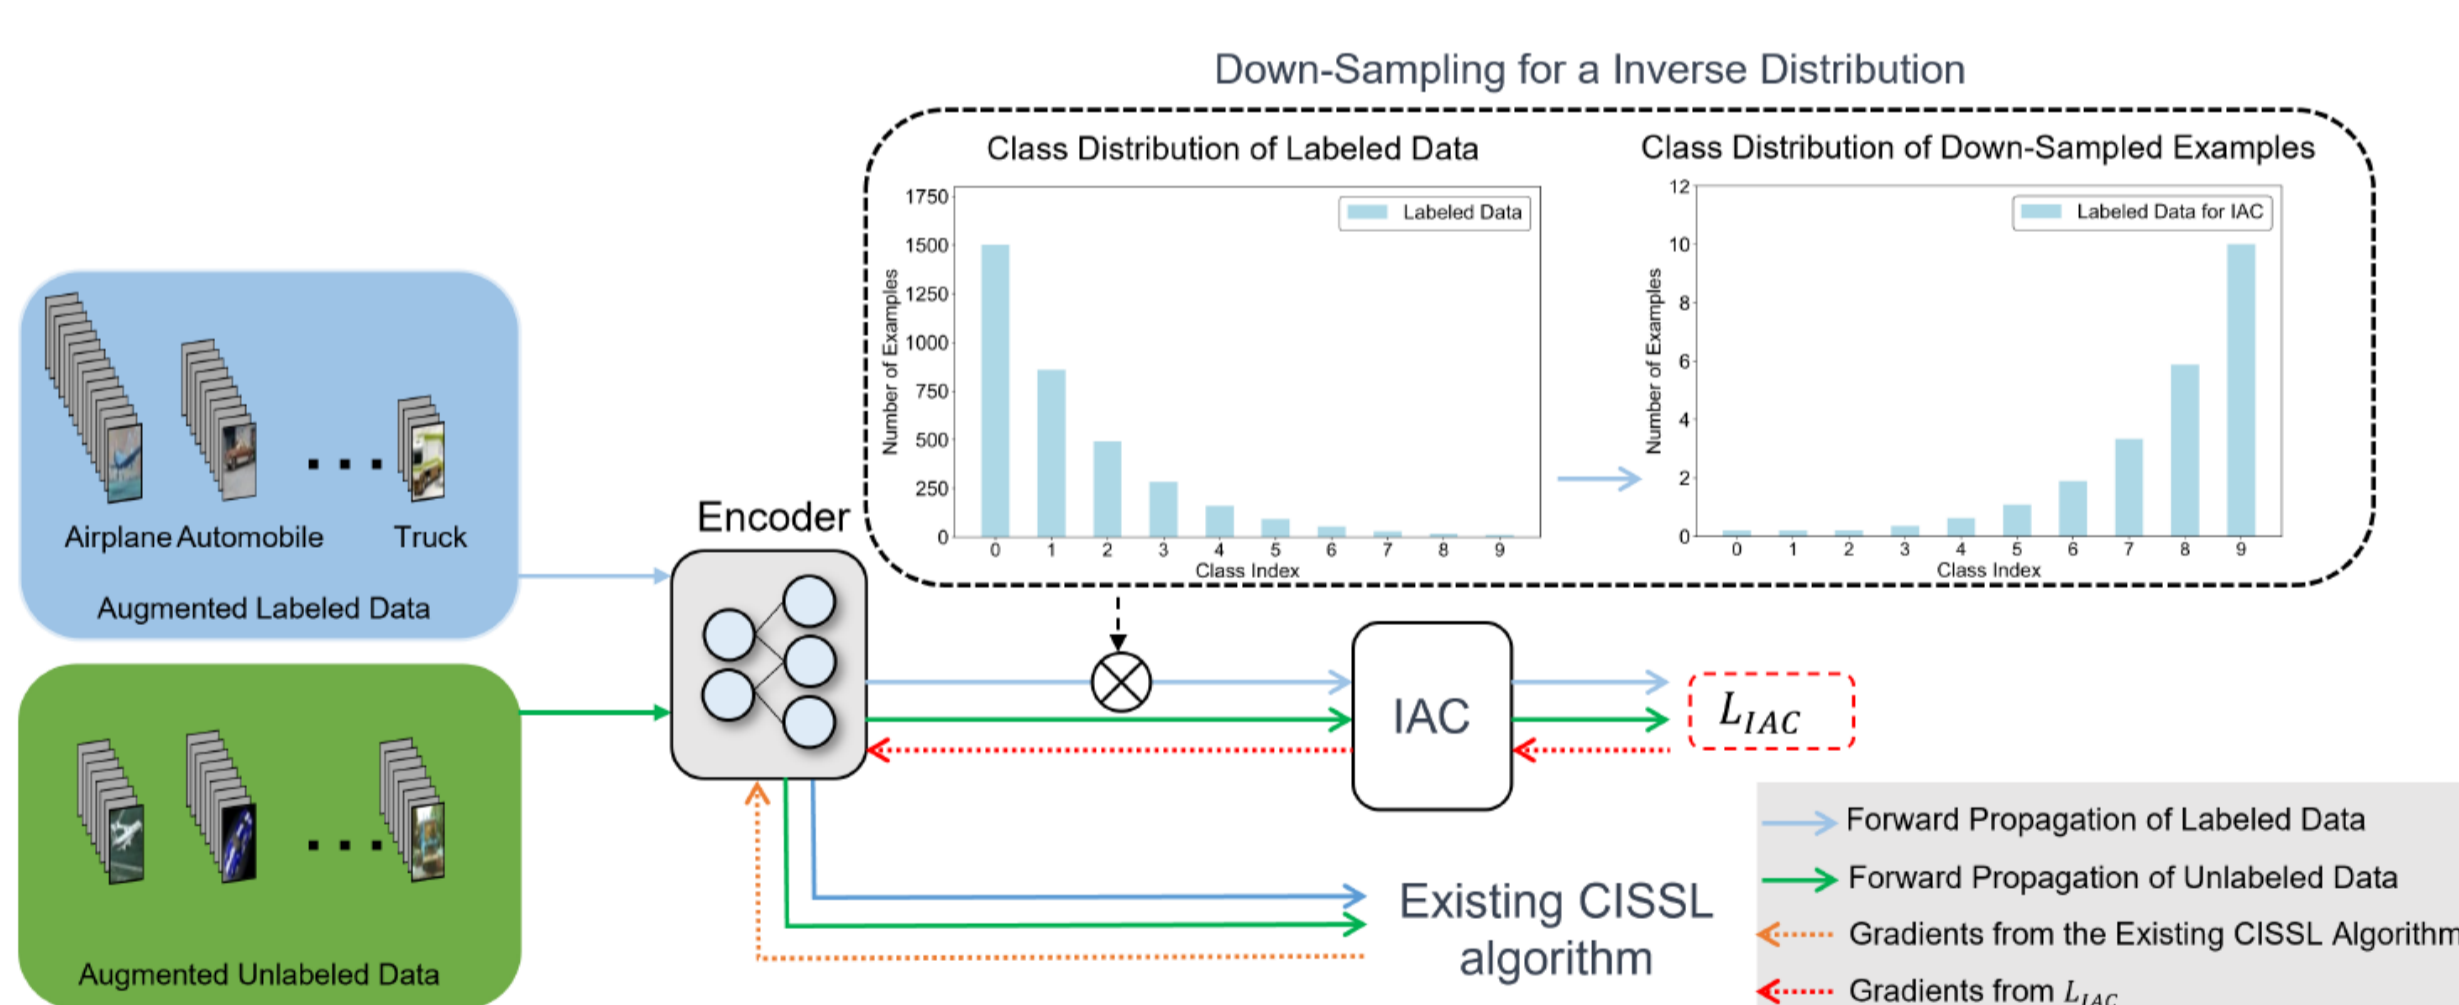 Down-Sampling for a Inverse Distribution
Class Distribution of Labeled Data
Number of Examples
1750
1500
1250
1000
750
500
250
0
Labeled Data
0 1 2 3 4 5 6 7 8 9
Class Index
Class Distribution of Down-Sampled Examples
Number of Examples
12
10
8
6
4
2
0
Labeled Data for IAC
0 1 2 3 4 5 6 7 8 9
Class Index
Airplane Automobile ... Truck
Augmented Labeled Data
Augmented Unlabeled Data
...
Encoder
IAC
L_IAC
Existing CISSL
algorithm
Forward Propagation of Labeled Data
Forward Propagation of Unlabeled Data
Gradients from the Existing CISSL Algorithm
Gradients from L_IAC